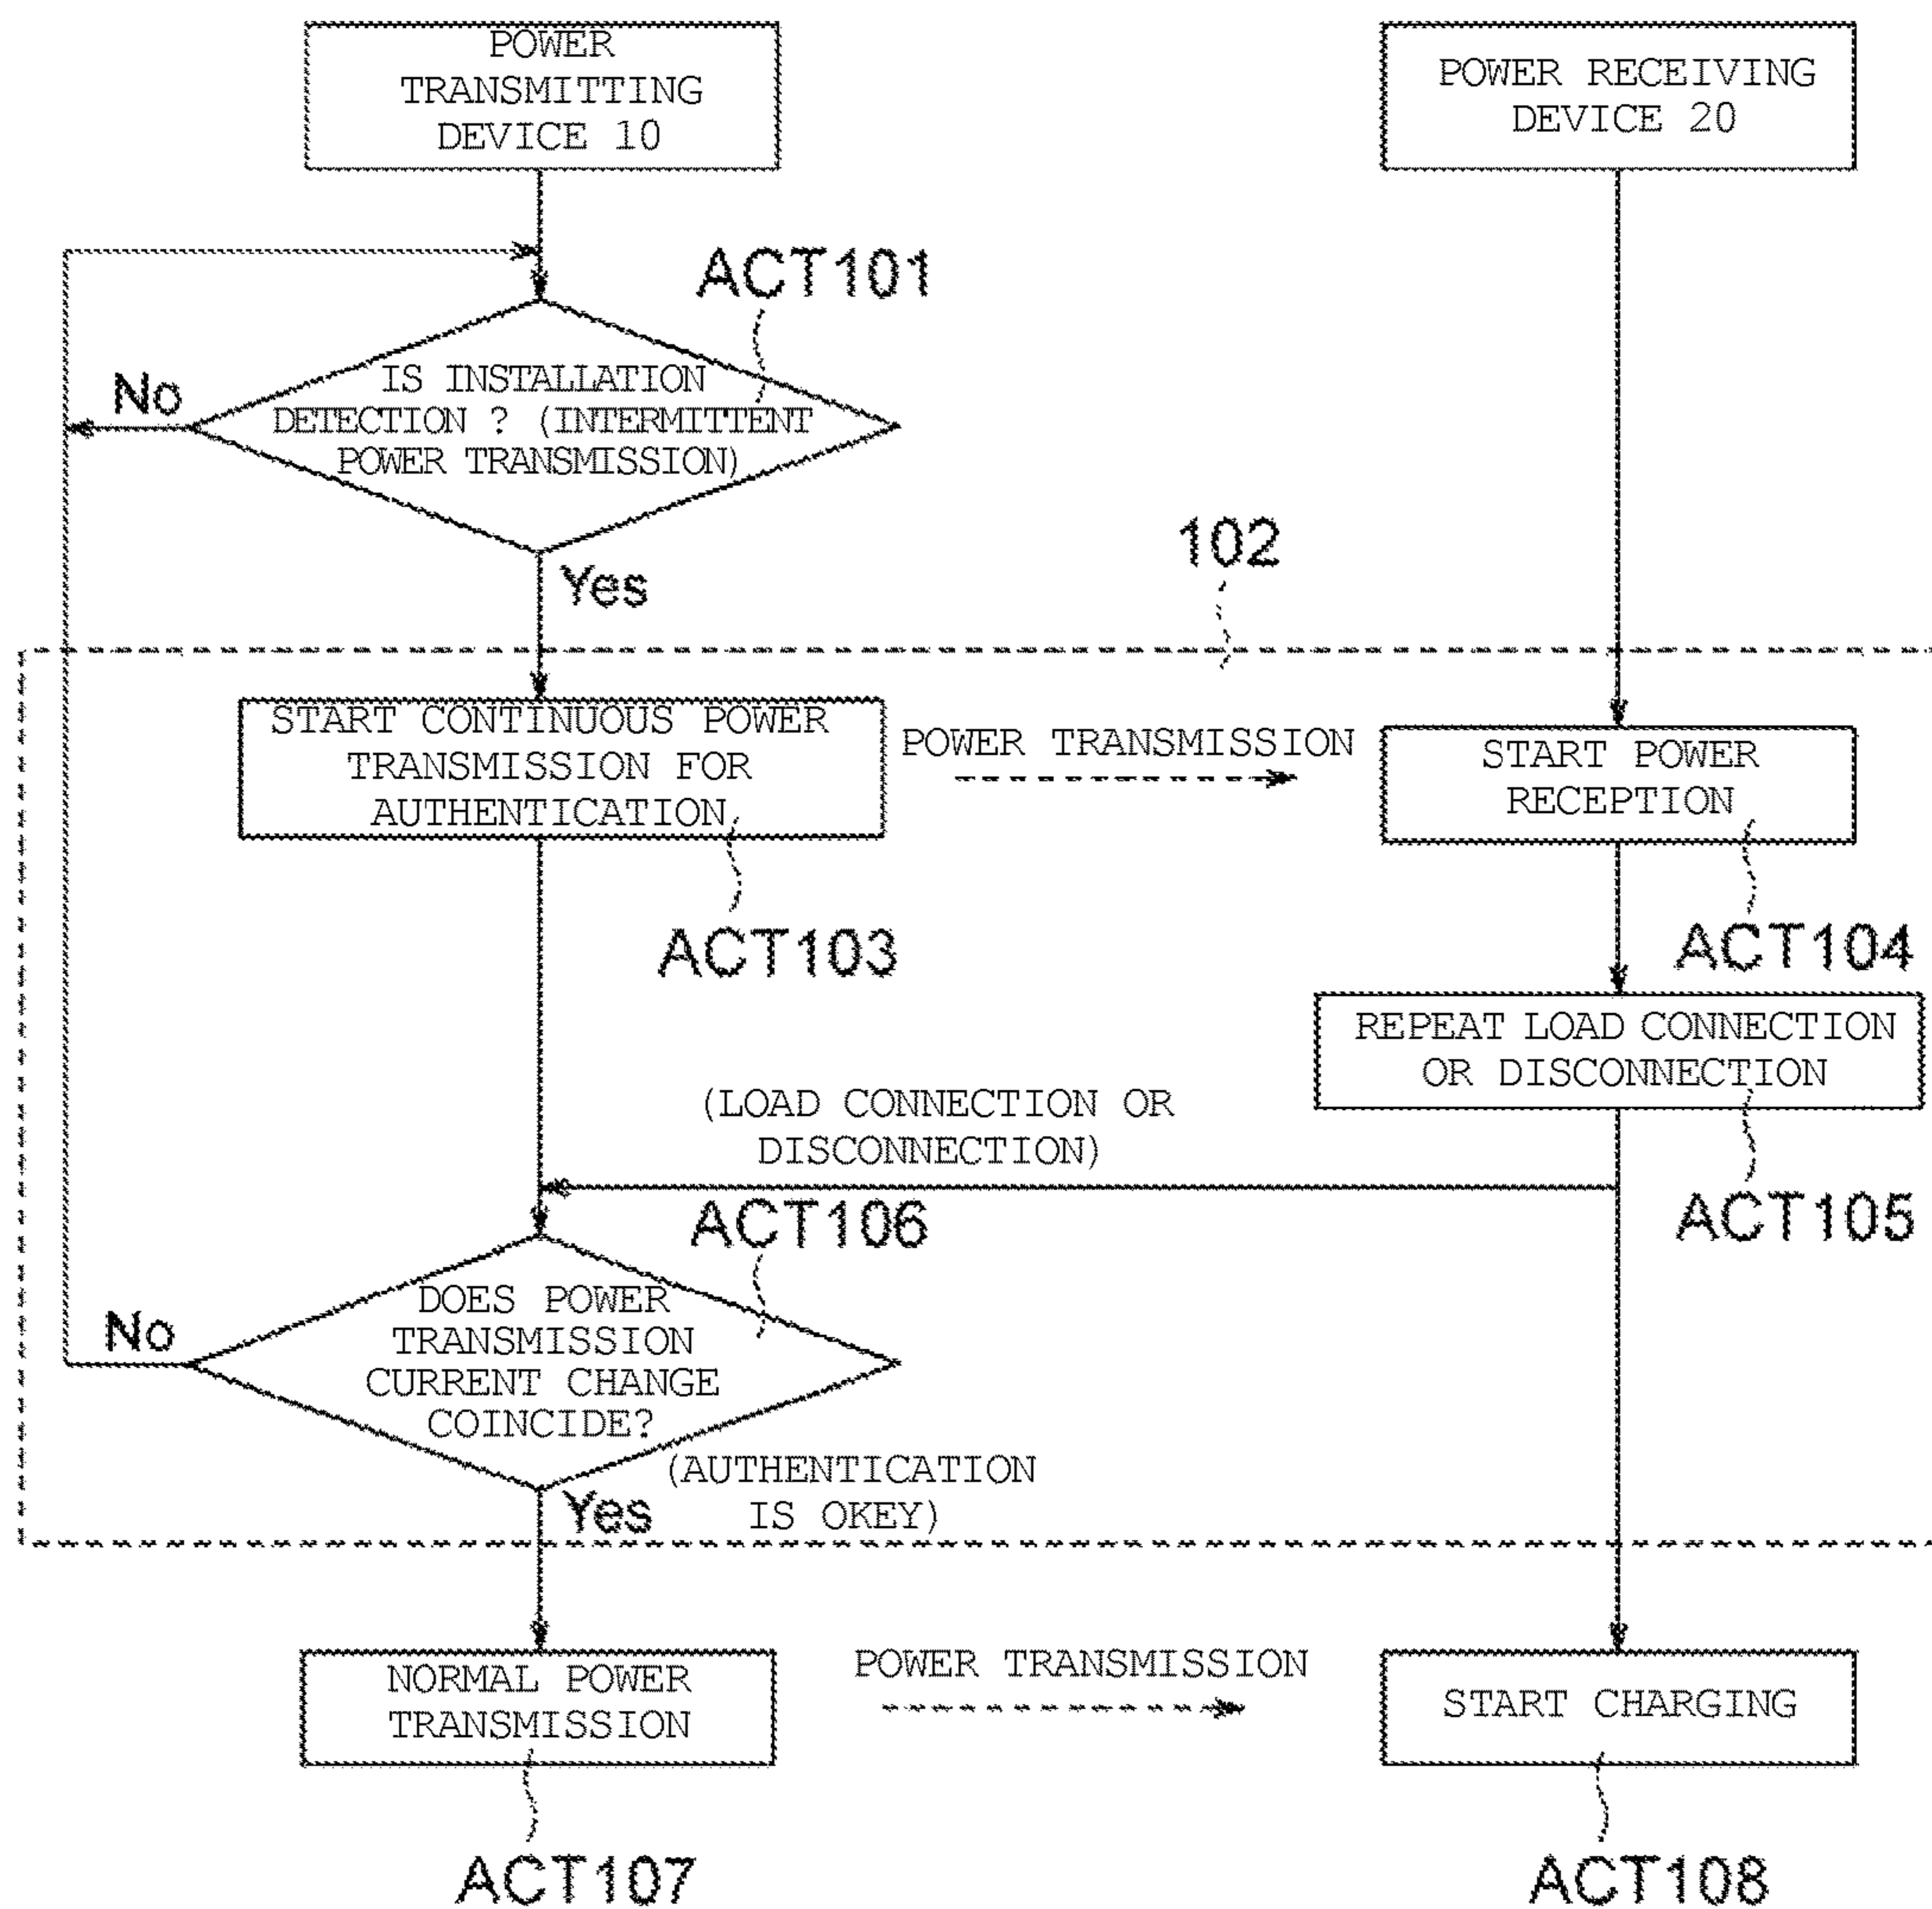 POWER
TRANSMITTING
DEVICE 10
POWER RECEIVING
DEVICE 20
ACT101
IS INSTALLATION
DETECTION ? (INTERMITTENT
POWER TRANSMISSION)
No
Yes
102
START CONTINUOUS POWER
TRANSMISSION FOR
AUTHENTICATION
ACT103
POWER TRANSMISSION
START POWER
RECEPTION
ACT104
REPEAT LOAD CONNECTION
OR DISCONNECTION
ACT105
(LOAD CONNECTION OR
DISCONNECTION)
ACT106
DOES POWER
TRANSMISSION
CURRENT CHANGE
COINCIDE?
No
Yes
(AUTHENTICATION
IS OKEY)
NORMAL POWER
TRANSMISSION
ACT107
POWER TRANSMISSION
START CHARGING
ACT108